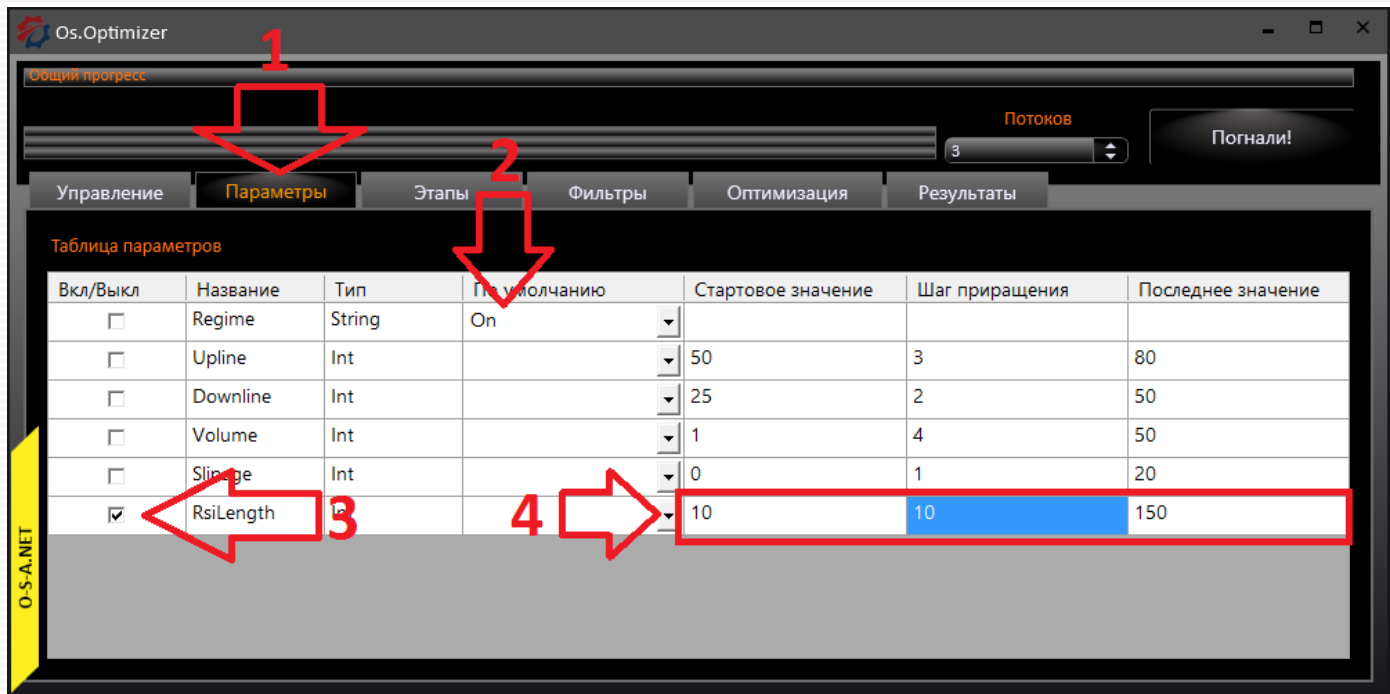 Os.Optimizer
1
Общий прогресс
Потоков
3
Погнали!
2
Управление Параметры Этапы Фильтры Оптимизация Результаты
Таблица параметров
Вкл/Выкл Название Тип По умолчанию Стартовое значение Шаг приращения Последнее значение
Regime String On
Upline Int 50 3 80
Downline Int 25 2 50
Volume Int 1 4 50
Slipage Int 0 1 20
RsiLength Int 10 10 150
3
4
O-S-A.NET